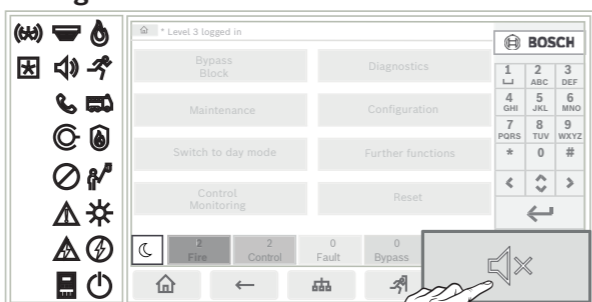 * Level 3 logged in
BOSCH
Bypass
Block
Diagnostics
Maintenance
Configuration
Switch to day mode
Further functions
Control
Monitoring
Reset
1 2 3
ABC DEF
4 5 6
GHI JKL MNO
7 8 9
PQRS TUV WXYZ
* 0 #
2 2 0 0
Fire Control Fault Bypass